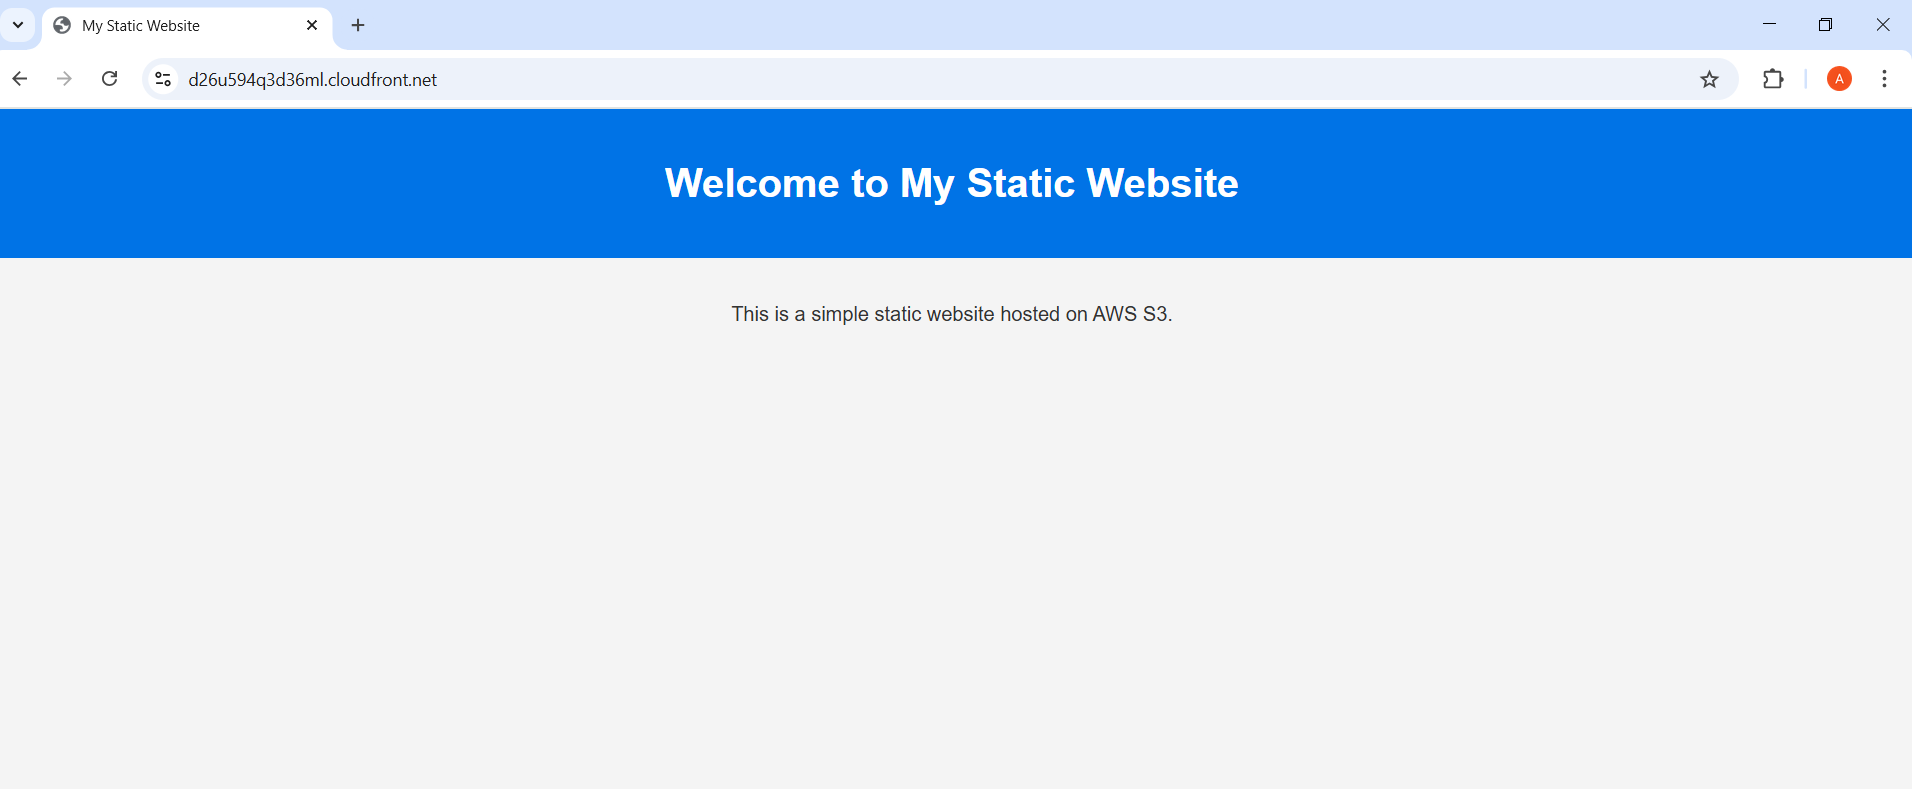 My Static Website
d26u594q3d36ml.cloudfront.net
A
Welcome to My Static Website
This is a simple static website hosted on AWS S3.